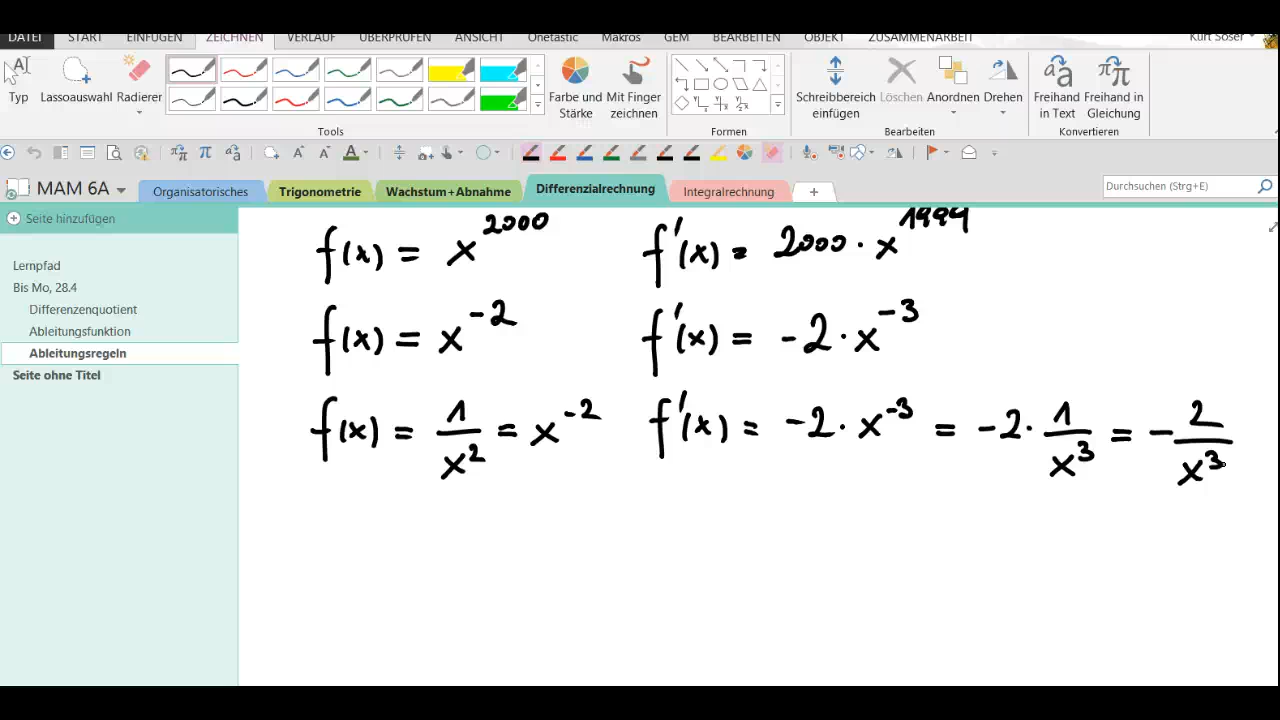 DATEI START EINFÜGEN ZEICHNEN VERLAUF ÜBERPRÜFEN ANSICHT Onetastic Makros GEM BEARBEITEN OBJEKT ZUSAMMENARBEIT Kurt Söser
Typ Lassoauswahl Radierer Farbe und Stärke Mit Finger zeichnen Schreibbereich einfügen Löschen Anordnen Drehen Freihand in Text Freihand in Gleichung
Tools Formen Bearbeiten Konvertieren
MAM 6A Organisatorisches Trigonometrie Wachstum+Abnahme Differenzialrechnung Integralrechnung + Durchsuchen (Strg+E)
Seite hinzufügen
Lernpfad
Bis Mo, 28.4
Differenzenquotient
Ableitungsfunktion
Ableitungsregeln
Seite ohne Titel
f(x) = x^2000 f'(x) = 2000 · x^1999
f(x) = x^-2 f'(x) = -2 · x^-3
f(x) = 1/x^2 = x^-2 f'(x) = -2 · x^-3 = -2 · 1/x^3 = - 2/x^3